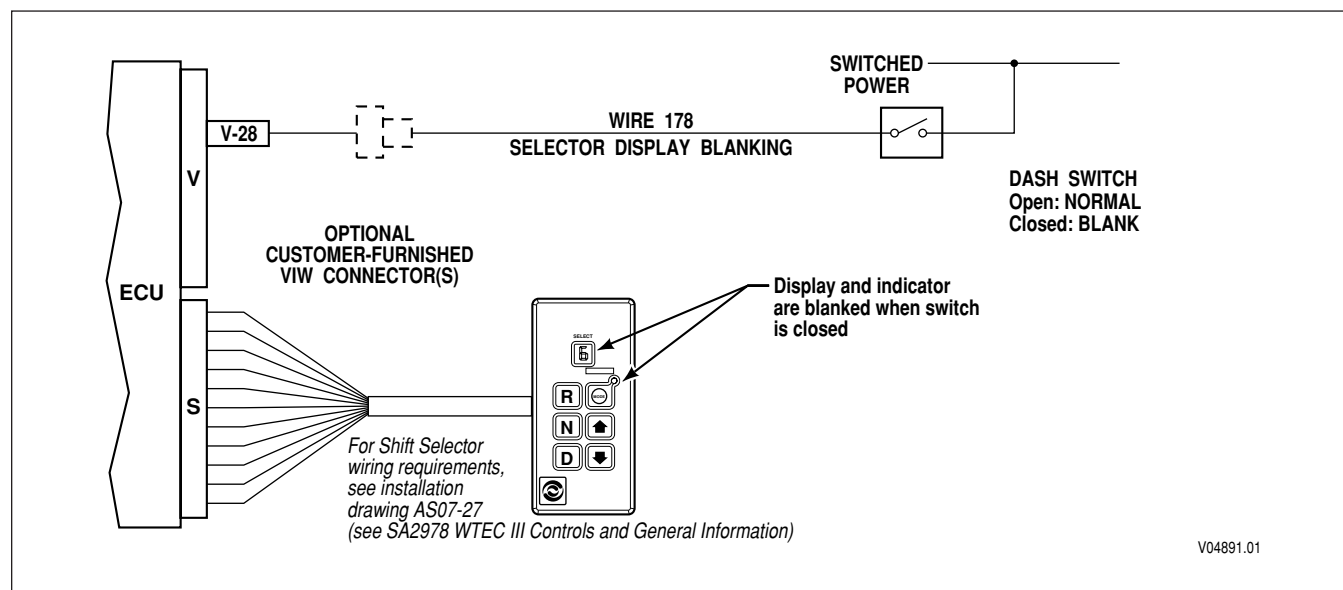 SWITCHED
POWER
V-28
WIRE 178
SELECTOR DISPLAY BLANKING
V
DASH SWITCH
Open: NORMAL
Closed: BLANK
OPTIONAL
CUSTOMER-FURNISHED
VIW CONNECTOR(S)
ECU
Display and indicator
are blanked when switch
is closed
SELECT
6
S
R
MODE
N
D
For Shift Selector
wiring requirements,
see installation
drawing AS07-27
(see SA2978 WTEC III Controls and General Information)
V04891.01